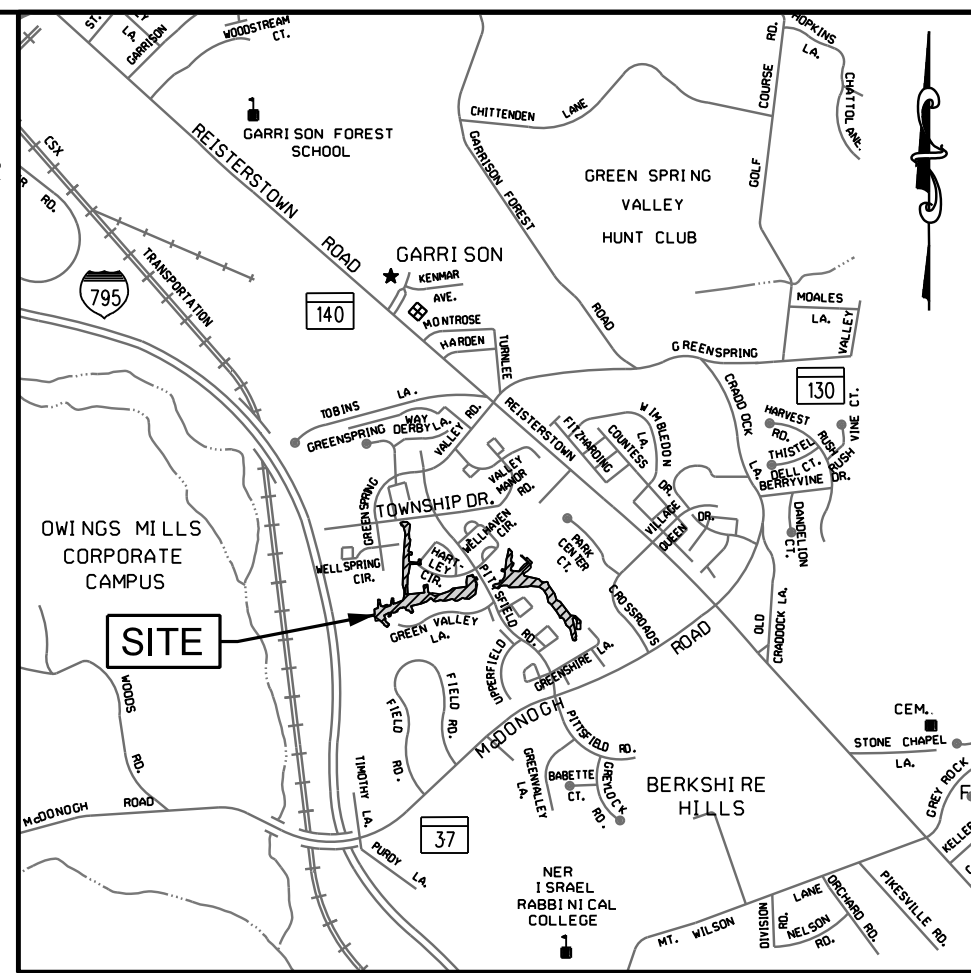 ST.
LA.
GARRISON
WOODSTREAM
CT.
HOPKINS
LA.
CHATTOLANE
GARRISON FOREST
SCHOOL
CHITTENDEN LANE
COURSE RD.
GOLF
CSX
TRANSPORTATION
RD.
REISTERSTOWN
ROAD
GARRISON FOREST
ROAD
GREEN SPRING
VALLEY
HUNT CLUB
GARRISON
KENMAR
AVE.
MONTROSE
HARDEN
TURNLEE
795
140
MOALES
LA.
VALLEY
GREENSPRING
130
CRADDOCK
LA.
HARVEST
RD.
THISTEL
DELL CT.
RUSH
RUSH
VINE CT.
BERRYVINE DR.
DANDELION
CT.
TOBINS LA.
GREENSPRING WAY
DERBY LA.
VALLEY RD.
GREENSPRING
REISTERSTOWN
FITZHARDING
COUNTESS
LA.
WIMBLEDON
DR.
VILLAGE
QUEEN DR.
VALLEY
MANOR
RD.
TOWNSHIP DR.
WELLHAVEN
CIR.
WELLSPRING
CIR.
HART-
LEY
CIR.
PITTSFIELD RD.
PARK
CENTER
CT.
CROSSROADS
ROAD
OLD
CRADDOCK LA.
OWINGS MILLS
CORPORATE
CAMPUS
SITE
GREEN VALLEY
LA.
UPPERFIELD
GREENSHIRE LA.
FIELD RD.
FIELD RD.
McDONOGH
WOODS
RD.
McDONOGH ROAD
TIMOTHY LA.
PURDY
LA.
37
GREENVALLEY
LA.
PITTSFIELD RD.
BABETTE
CT.
GREYLOCK
RD.
BERKSHIRE
HILLS
CEM.
STONE CHAPEL
LA.
GREY ROCK
KELLER
NER
ISRAEL
RABBINICAL
COLLEGE
MT. WILSON LANE
DIVISION
RD.
NELSON
RD.
ORCHARD RD.
PIKESVILLE RD.